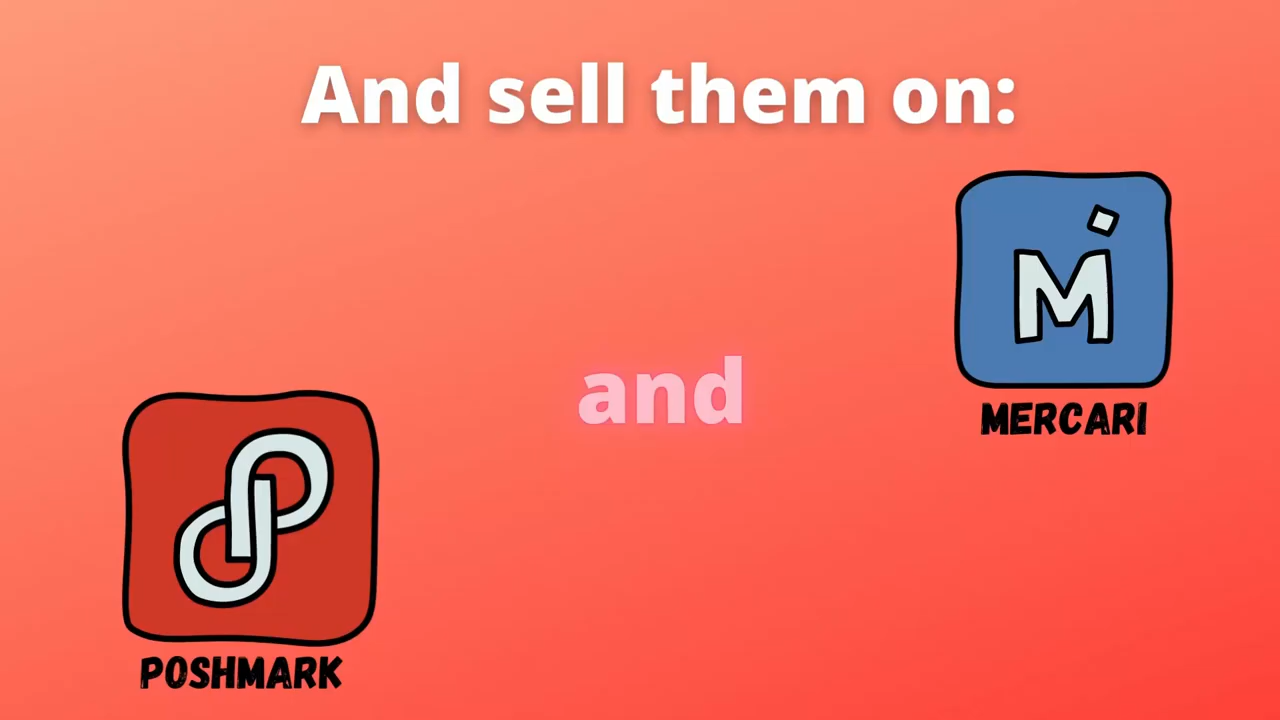 And sell them on:
M
and
MERCARI
P
POSHMARK